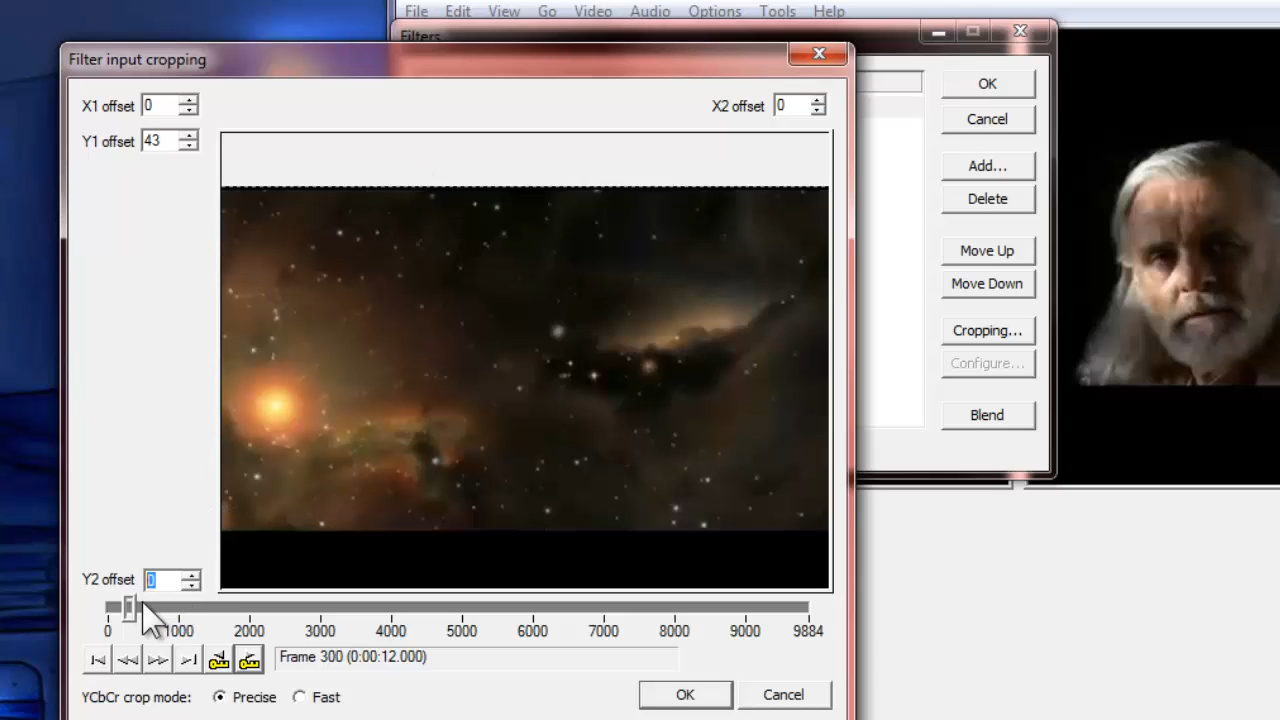 File Edit View Go Video Audio Options Tools Help
Filters
Filter input cropping
X1 offset 0
X2 offset 0
Y1 offset 43
OK
Cancel
Add...
Delete
Move Up
Move Down
Cropping...
Configure...
Blend
Y2 offset 0
0 1000 2000 3000 4000 5000 6000 7000 8000 9000 9884
Frame 300 (0:00:12.000)
YCbCr crop mode: Precise Fast
OK Cancel